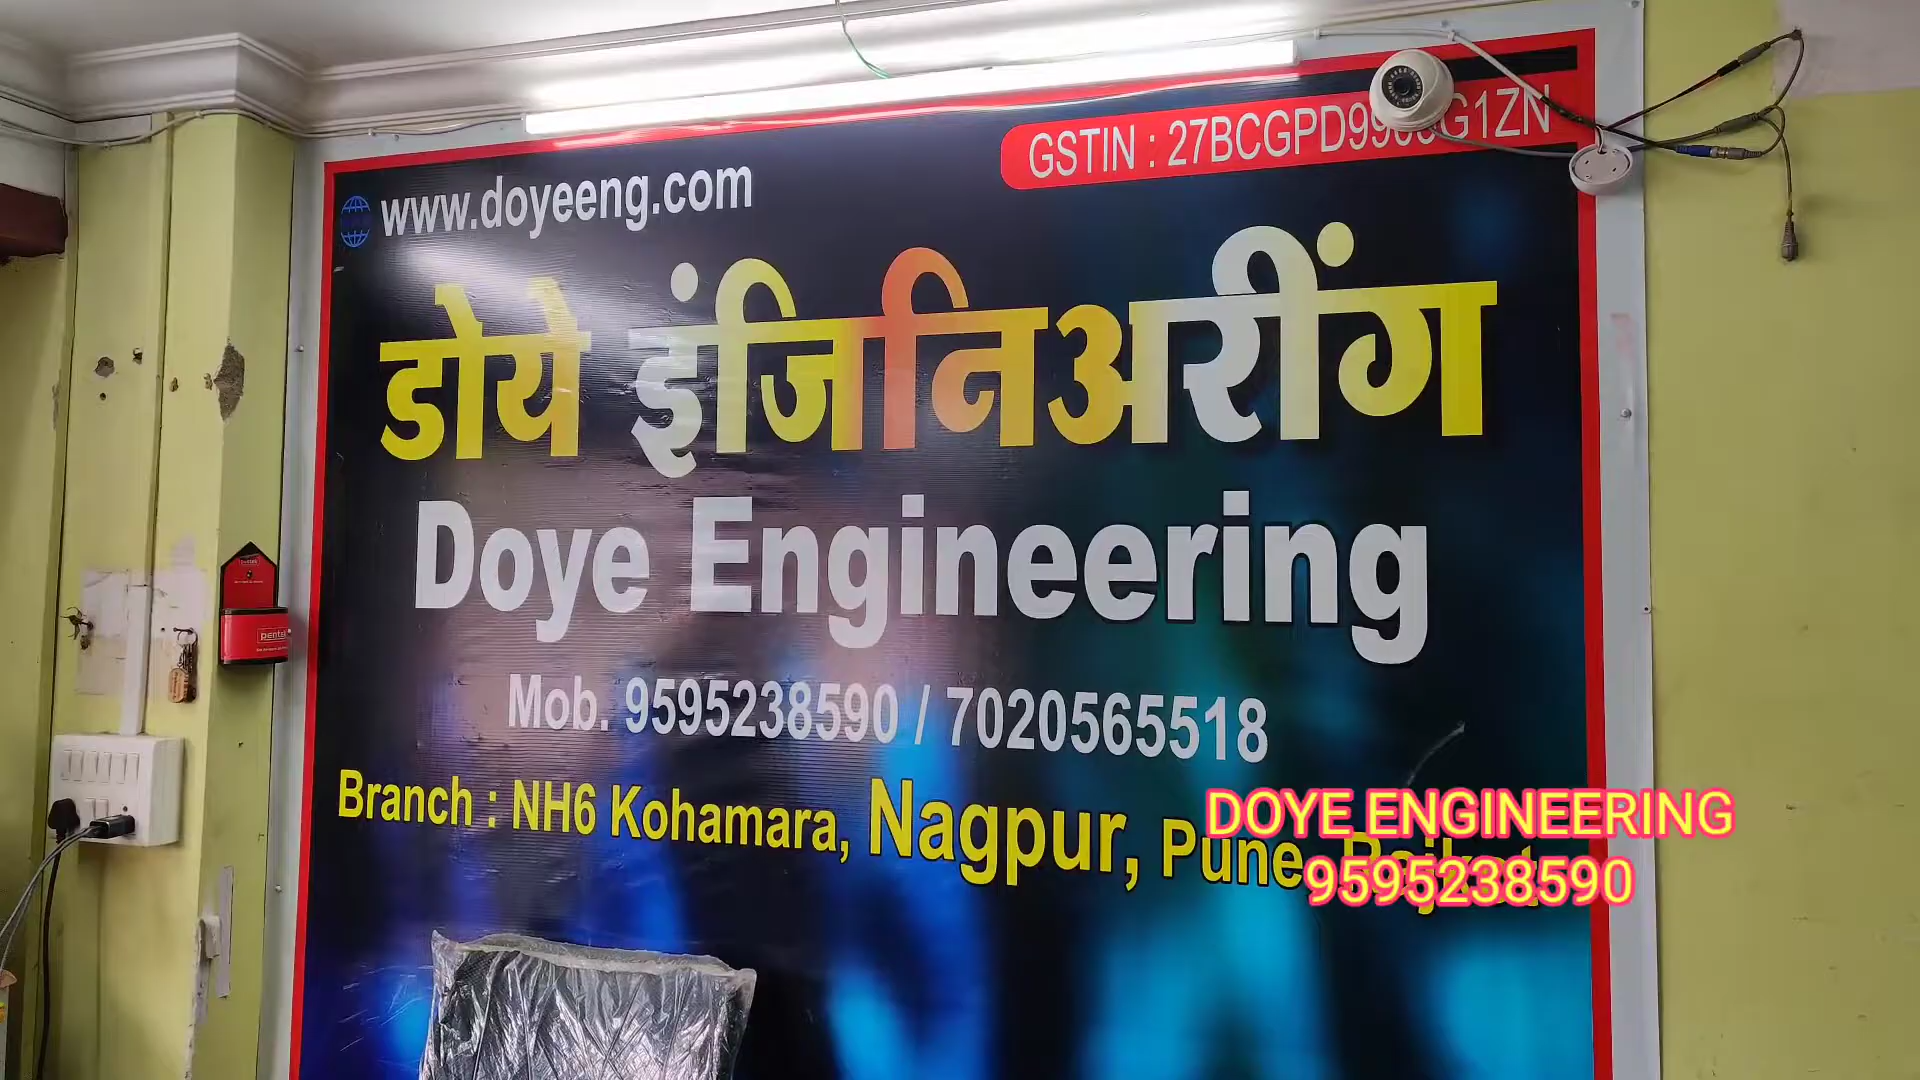 www.doyeeng.com
GSTIN : 27BCGPD99 G1ZN
डोये इंजिनिअरींग
Doye Engineering
Mob. 9595238590 / 7020565518
Branch : NH6 Kohamara, Nagpur, Pune,
DOYE ENGINEERING
9595238590